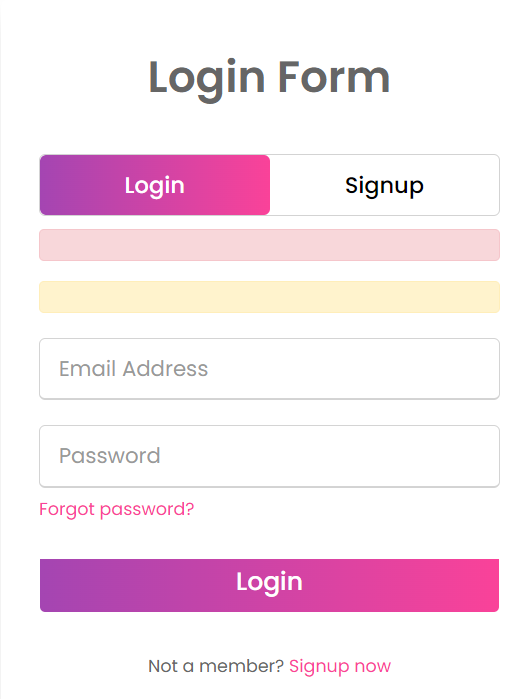 Login Form
Login Signup
Email Address
Password
Forgot password?
Login
Not a member? Signup now